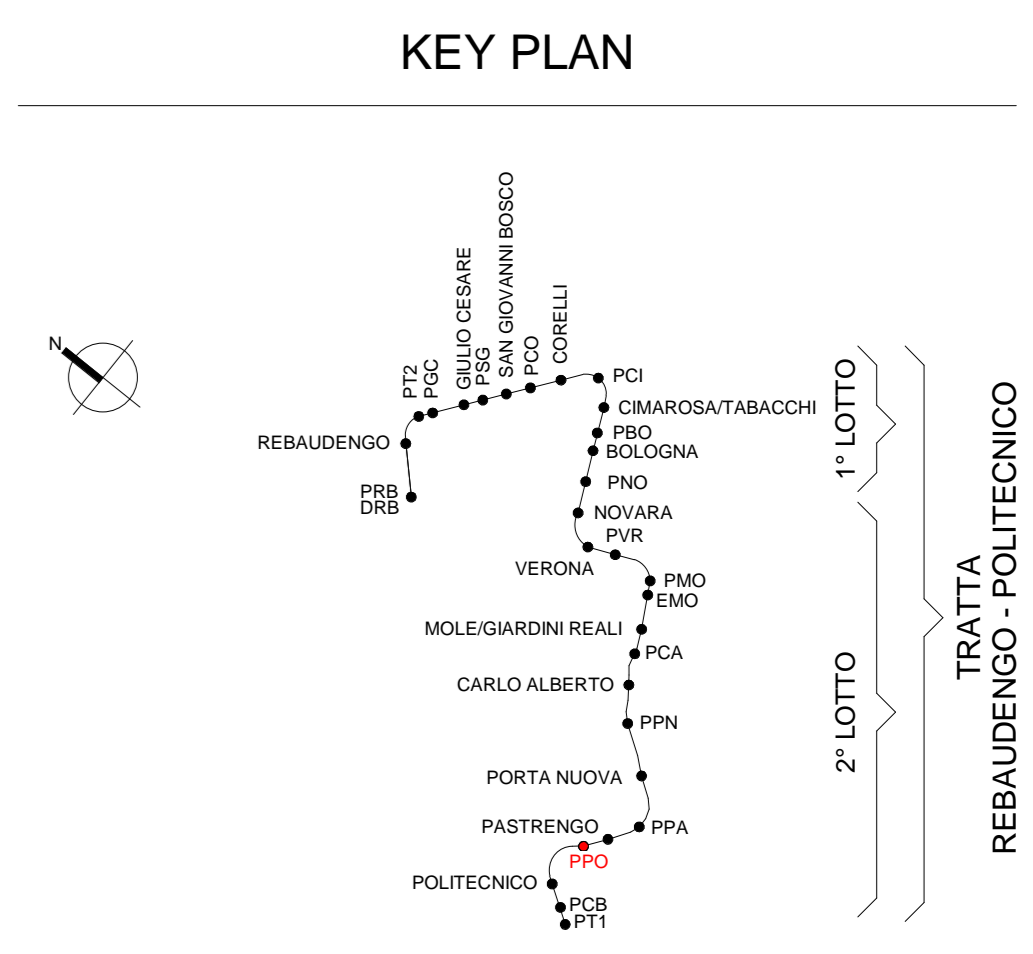 KEY PLAN
N
PT2
PGC
GIULIO CESARE
PSG
SAN GIOVANNI BOSCO
PCO
CORELLI
PCI
CIMAROSA/TABACCHI
REBAUDENGO
PBO
BOLOGNA
PRB
DRB
PNO
NOVARA
PVR
VERONA
PMO
EMO
MOLE/GIARDINI REALI
PCA
CARLO ALBERTO
PPN
PORTA NUOVA
PASTRENGO
PPA
PPO
POLITECNICO
PCB
PT1
1° LOTTO
2° LOTTO
TRATTA
REBAUDENGO - POLITECNICO